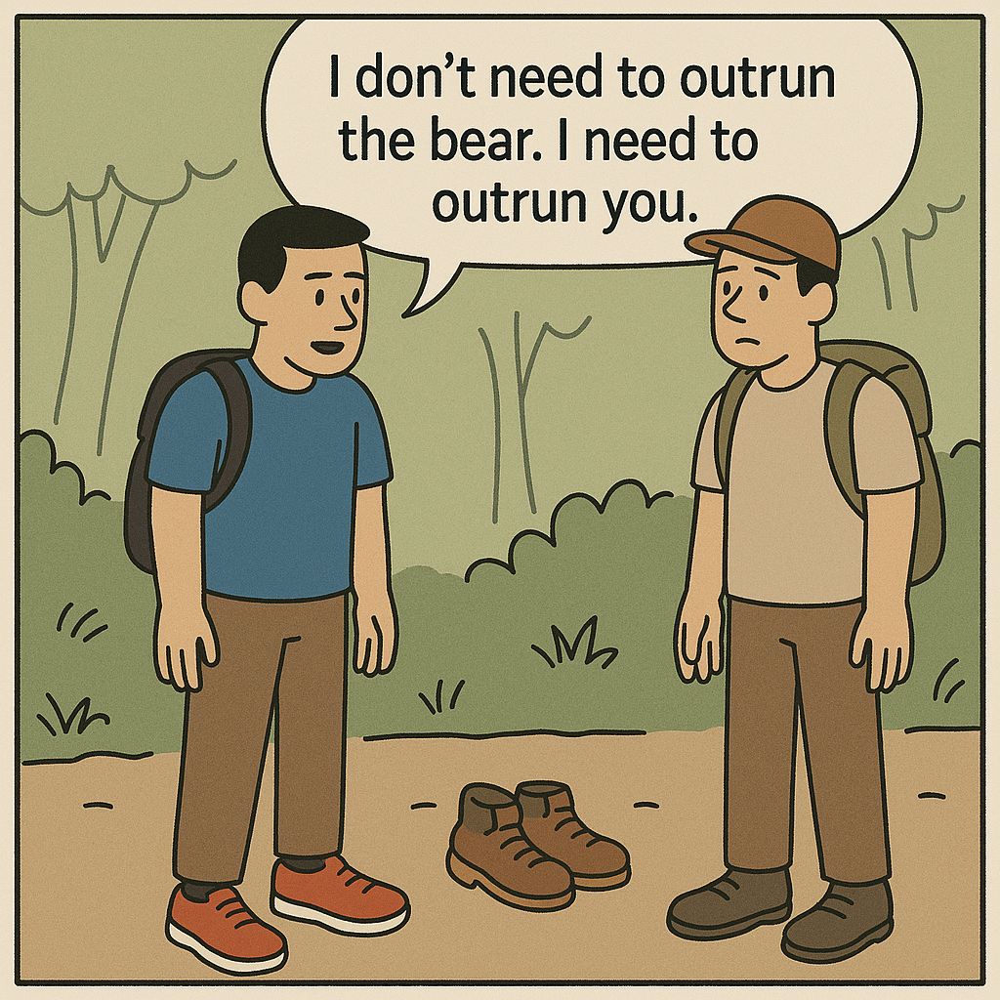 I don’t need to outrun
the bear. I need to
outrun you.